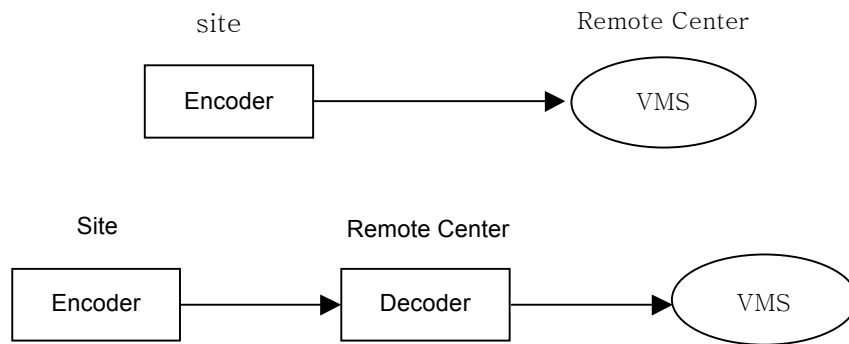 site
Remote Center
Encoder
VMS
Site
Remote Center
Encoder
Decoder
VMS